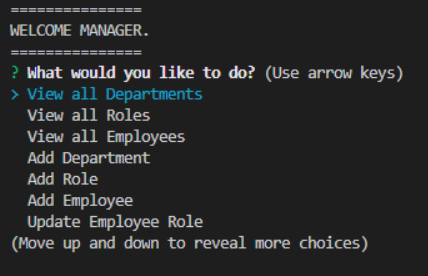 ===============
WELCOME MANAGER.
===============
? What would you like to do? (Use arrow keys)
> View all Departments
View all Roles
View all Employees
Add Department
Add Role
Add Employee
Update Employee Role
(Move up and down to reveal more choices)